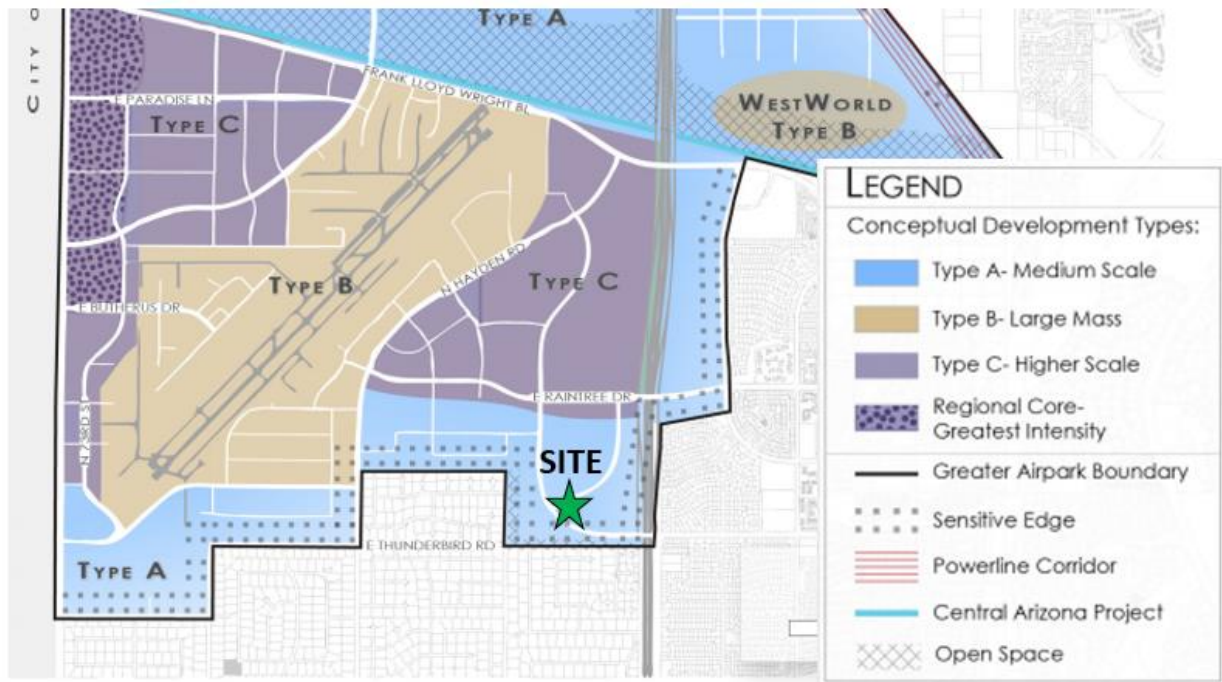 CITY O
TYPE A
FRANK LLOYD WRIGHT BL
E PARADISE LN
TYPE C
WESTWORLD
TYPE B
N HAYDEN RD
TYPE C
TYPE B
E BUTHERUS DR
E RAINTREE DR
SITE
E THUNDERBIRD RD
TYPE A
LEGEND
Conceptual Development Types:
Type A- Medium Scale
Type B- Large Mass
Type C- Higher Scale
Regional Core-
Greatest Intensity
Greater Airpark Boundary
Sensitive Edge
Powerline Corridor
Central Arizona Project
Open Space